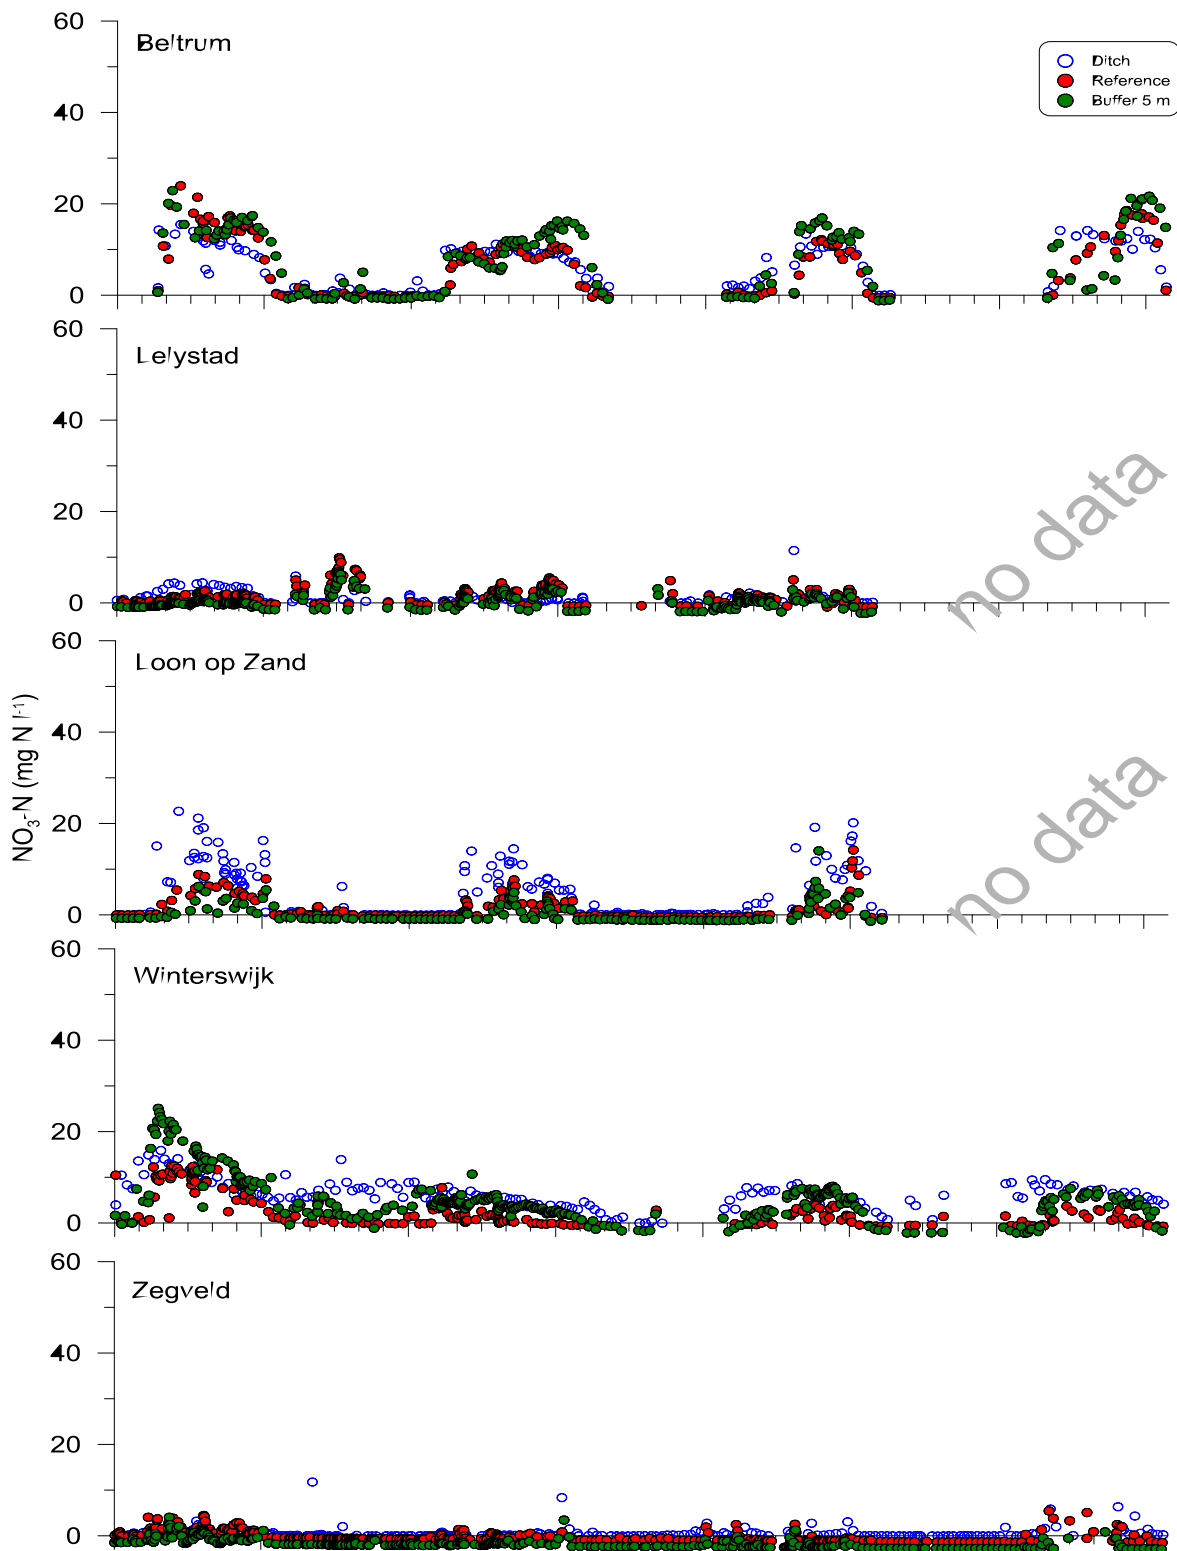 60
Beltrum
Ditch
Reference
Buffer 5 m
40
20
0
60
Lelystad
40
20
0
no data
60
Loon op Zand
40
20
0
no data
NO₃-N (mg N l⁻¹)
60
Winterswijk
40
20
0
60
Zegveld
40
20
0